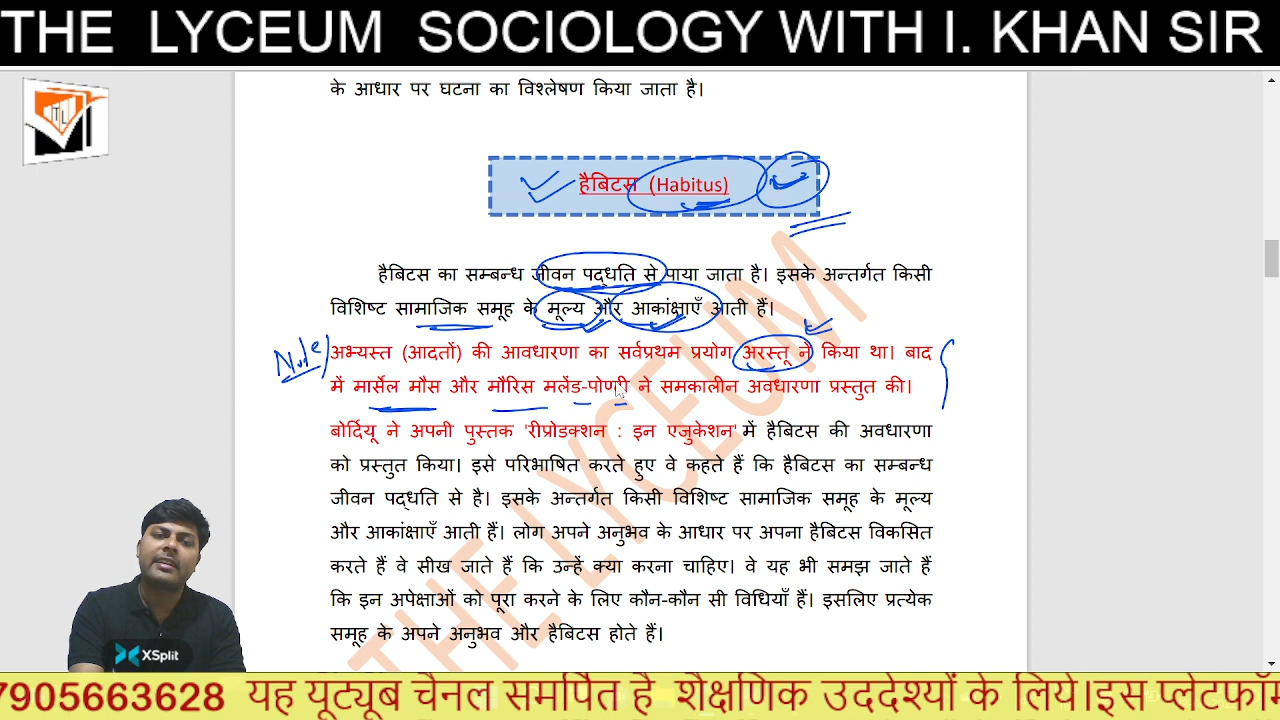 THE LYCEUM SOCIOLOGY WITH I. KHAN SIR
ITL
के आधार पर घटना का विश्लेषण किया जाता है।
हैबिटस (Habitus)
हैबिटस का सम्बन्ध जीवन पद्धति से पाया जाता है। इसके अन्तर्गत किसी
विशिष्ट सामाजिक समूह के मूल्य और आकांक्षाएँ आती हैं।
Note
अभ्यस्त (आदतों) की आवधारणा का सर्वप्रथम प्रयोग अरस्तू ने किया था। बाद
में मार्सेल मौस और मौरिस मर्लेड-पोणी ने समकालीन अवधारणा प्रस्तुत की।
बोर्दियू ने अपनी पुस्तक 'रीप्रोडक्शन : इन एजुकेशन' में हैबिटस की अवधारणा
को प्रस्तुत किया। इसे परिभाषित करते हुए वे कहते हैं कि हैबिटस का सम्बन्ध
जीवन पद्धति से है। इसके अन्तर्गत किसी विशिष्ट सामाजिक समूह के मूल्य
और आकांक्षाएँ आती हैं। लोग अपने अनुभव के आधार पर अपना हैबिटस विकसित
करते हैं वे सीख जाते हैं कि उन्हें क्या करना चाहिए। वे यह भी समझ जाते हैं
कि इन अपेक्षाओं को पूरा करने के लिए कौन-कौन सी विधियाँ हैं। इसलिए प्रत्येक
समूह के अपने अनुभव और हैबिटस होते हैं।
THE LYCEUM
XSplit
7905663628 यह यूट्यूब चैनल समर्पित है शैक्षणिक उददेश्यों के लिये।इस प्लेटफॉम